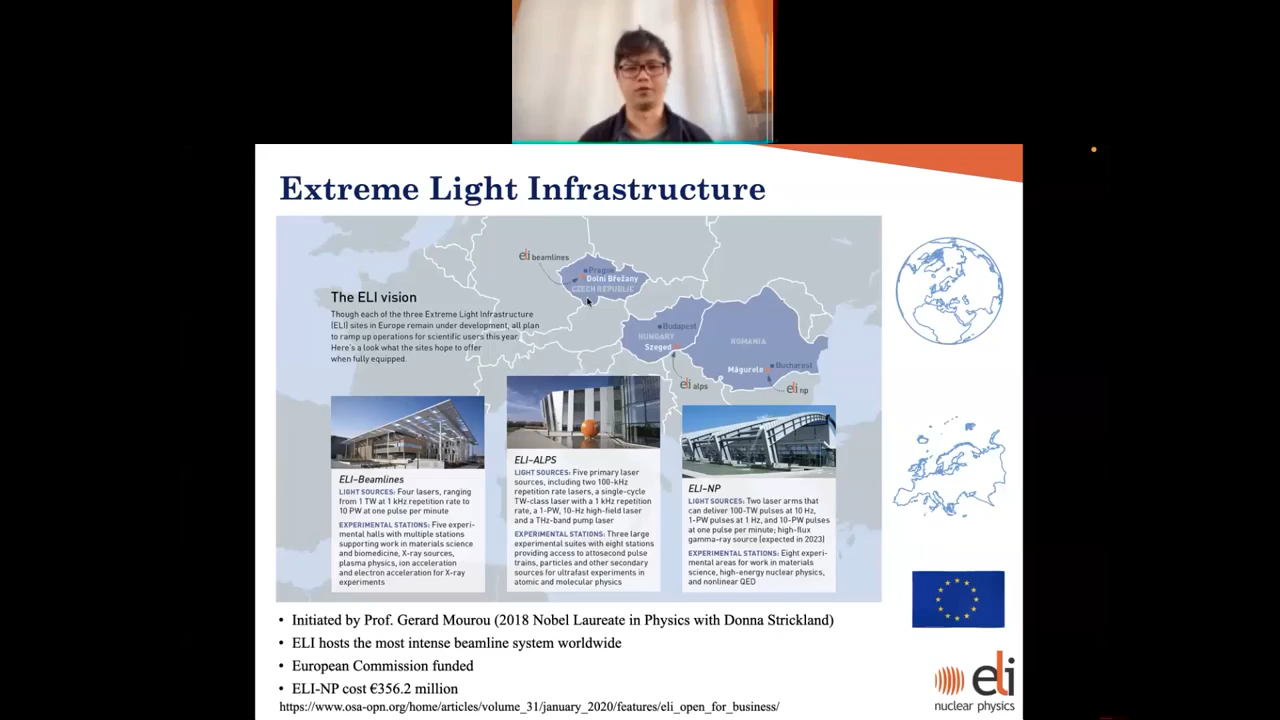 Extreme Light Infrastructure
eli beamlines
Prague
Dolní Břežany
CZECH REPUBLIC
The ELI vision
Though each of the three Extreme Light Infrastructure
(ELI) sites in Europe remain under development, all plan
to ramp up operations for scientific users this year.
Here's a look what the sites hope to offer
when fully equipped.
Budapest
HUNGARY
Szeged
ROMANIA
Măgurele
Bucharest
eli alps
eli np
ELI–Beamlines
LIGHT SOURCES: Four lasers, ranging
from 1 TW at 1 kHz repetition rate to
10 PW at one pulse per minute
EXPERIMENTAL STATIONS: Five experi-
mental halls with multiple stations
supporting work in materials science
and biomedicine, X-ray sources,
plasma physics, ion acceleration
and electron acceleration for X-ray
experiments
ELI–ALPS
LIGHT SOURCES: Five primary laser
sources, including two 100-kHz
repetition rate lasers, a single-cycle
TW-class laser with a 1 kHz repetition
rate, a 1-PW, 10-Hz high-field laser
and a THz-band pump laser
EXPERIMENTAL STATIONS: Three large
experimental suites with eight stations
providing access to attosecond pulse
trains, particles and other secondary
sources for ultrafast experiments in
atomic and molecular physics
ELI–NP
LIGHT SOURCES: Two laser arms that
can deliver 100-TW pulses at 10 Hz,
1-PW pulses at 1 Hz, and 10-PW pulses
at one pulse per minute; high-flux
gamma-ray source (expected in 2023)
EXPERIMENTAL STATIONS: Eight experi-
mental areas for work in materials
science, high-energy nuclear physics,
and nonlinear QED
• Initiated by Prof. Gerard Mourou (2018 Nobel Laureate in Physics with Donna Strickland)
• ELI hosts the most intense beamline system worldwide
• European Commission funded
• ELI-NP cost €356.2 million
https://www.osa-opn.org/home/articles/volume_31/january_2020/features/eli_open_for_business/
eli
nuclear physics